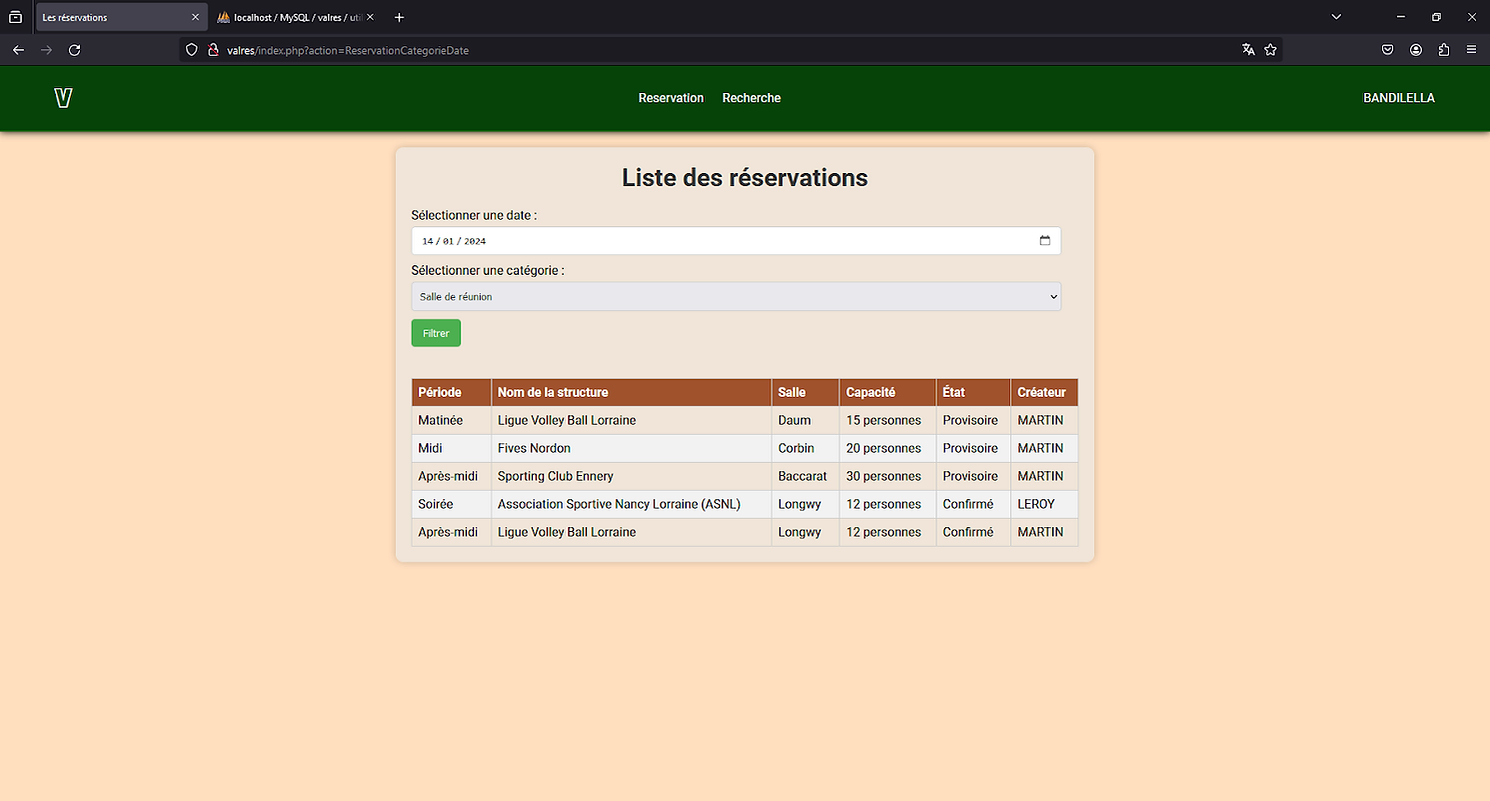 Les réservations
localhost / MySQL / valres / uti
valres/index.php?action=ReservationCategorieDate
V Reservation Recherche BANDILELLA
Liste des réservations
Sélectionner une date :
14 / 01 / 2024
Sélectionner une catégorie :
Salle de réunion
Filtrer
Période Nom de la structure Salle Capacité État Créateur
Matinée Ligue Volley Ball Lorraine Daum 15 personnes Provisoire MARTIN
Midi Fives Nordon Corbin 20 personnes Provisoire MARTIN
Après-midi Sporting Club Ennery Baccarat 30 personnes Provisoire MARTIN
Soirée Association Sportive Nancy Lorraine (ASNL) Longwy 12 personnes Confirmé LEROY
Après-midi Ligue Volley Ball Lorraine Longwy 12 personnes Confirmé MARTIN